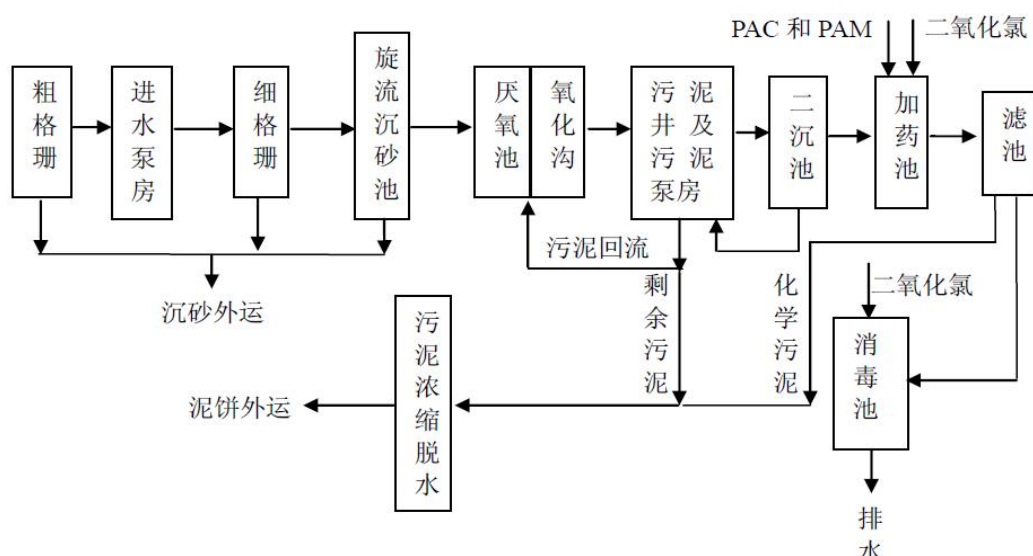 PAC 和 PAM
二氧化氯
粗格珊
进水泵房
细格珊
旋流沉砂池
厌氧池
氧化沟
污 泥
井 及
污 泥
泵房
二沉池
加药池
滤池
污泥回流
沉砂外运
剩余污泥
化学污泥
二氧化氯
消毒池
污泥浓缩脱水
泥饼外运
排水